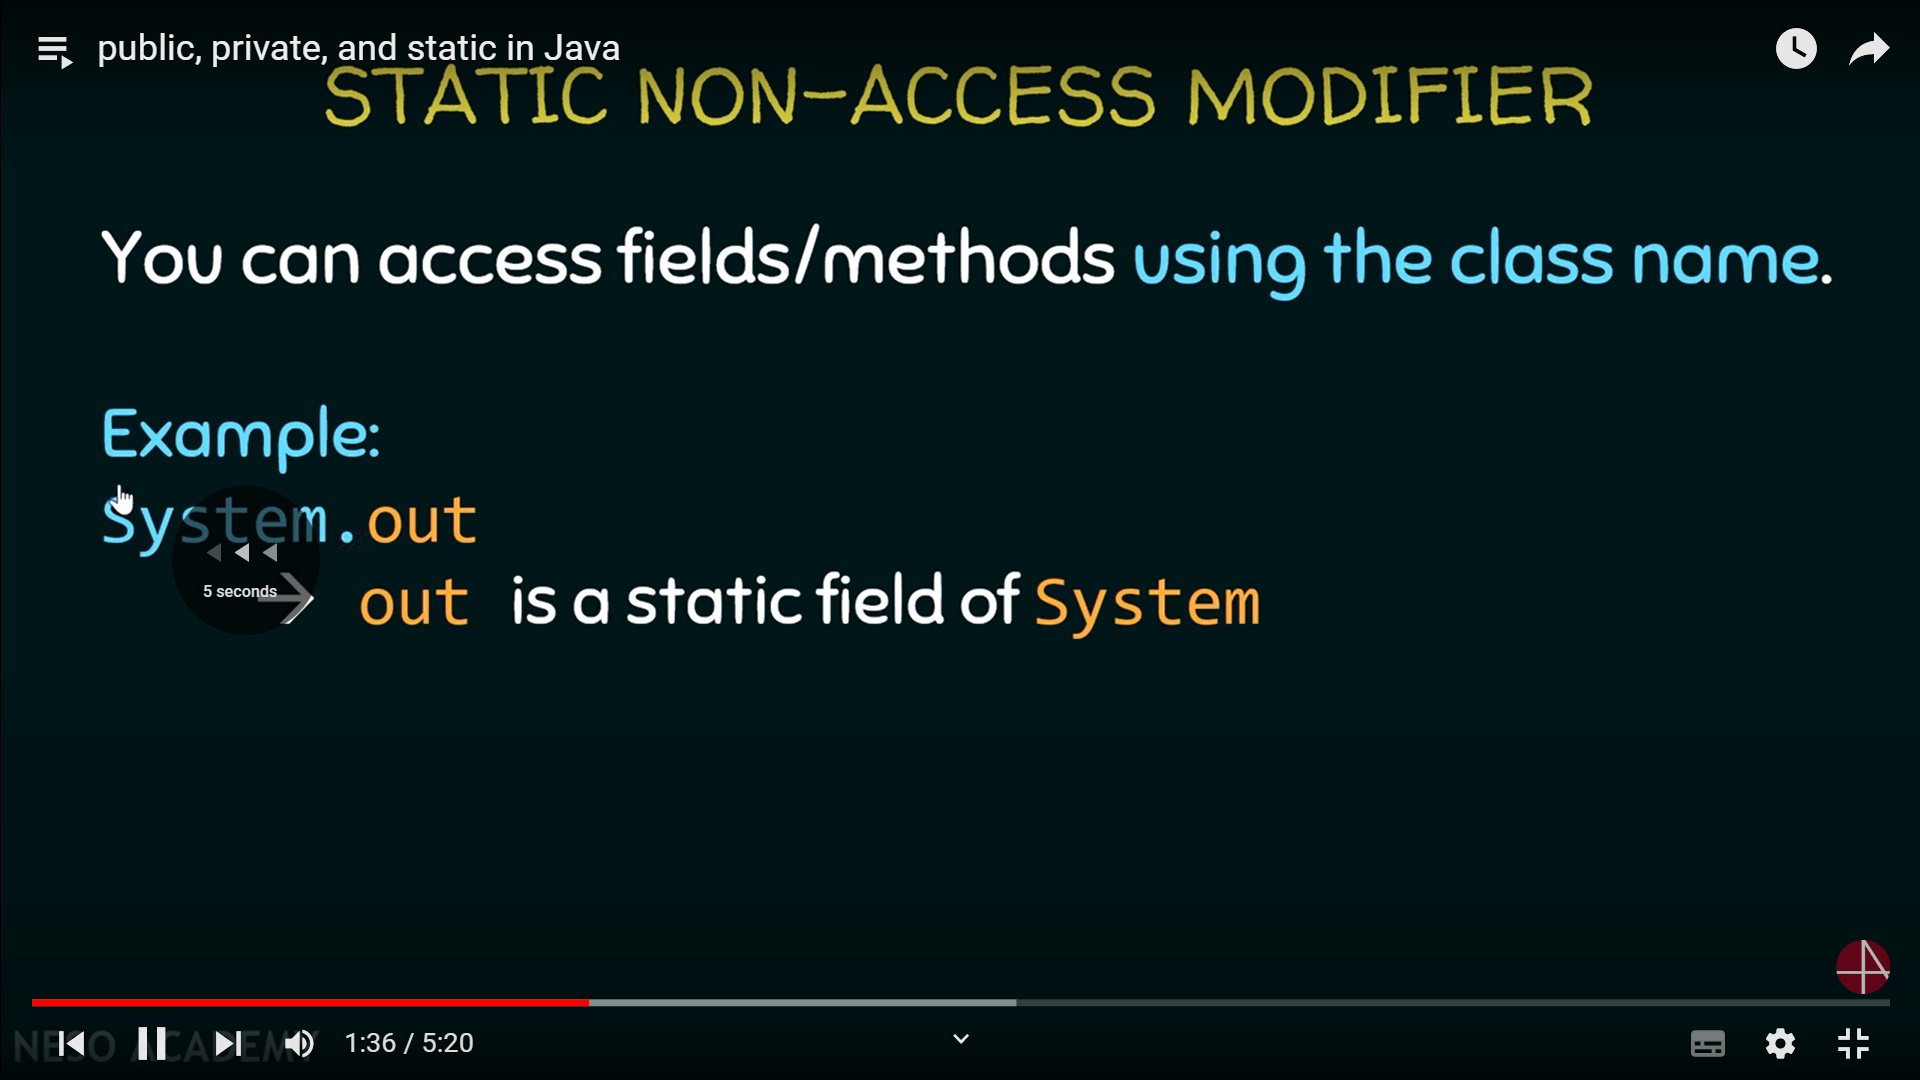 public, private, and static in Java
STATIC NON-ACCESS MODIFIER
You can access fields/methods using the class name.
Example:
System.out
5 seconds
out is a static field of System
NESO ACADEMY
1:36 / 5:20